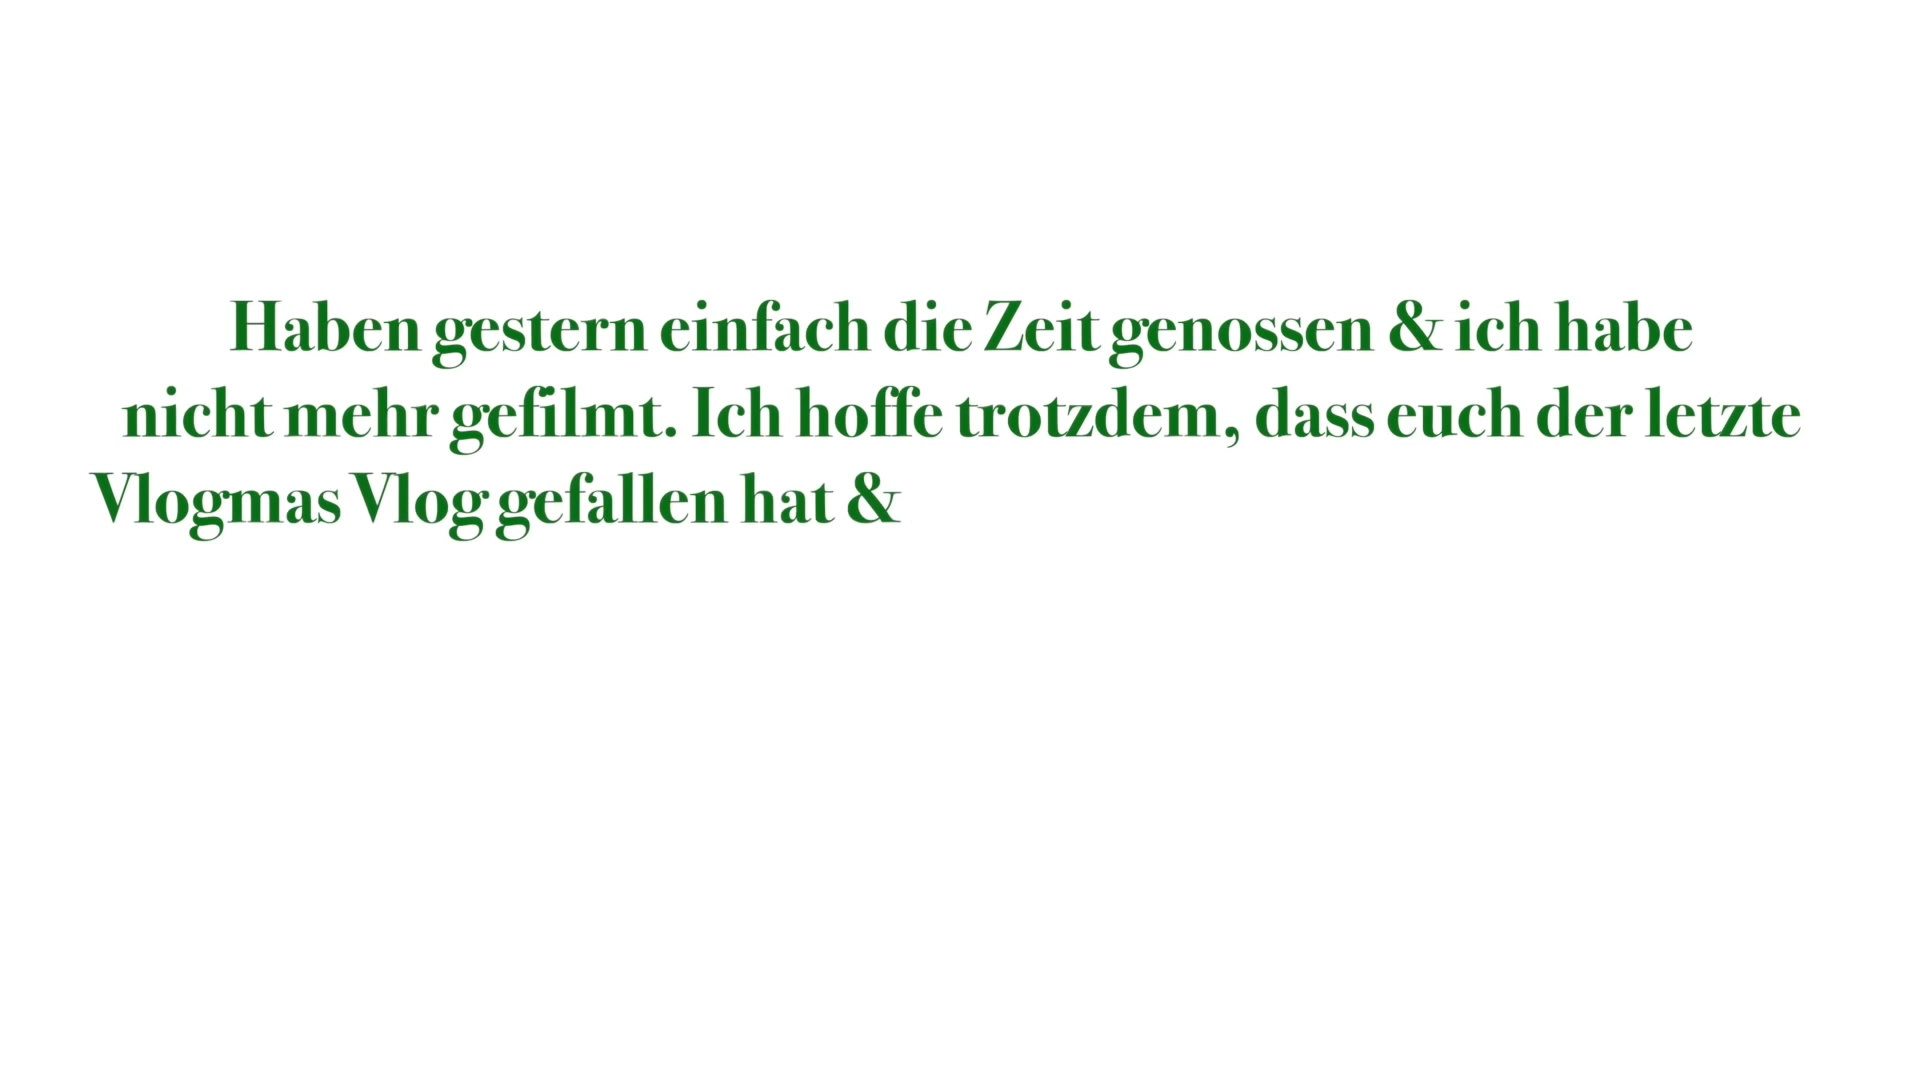 Haben gestern einfach die Zeit genossen & ich habe
nicht mehr gefilmt. Ich hoffe trotzdem, dass euch der letzte
Vlogmas Vlog gefallen hat &